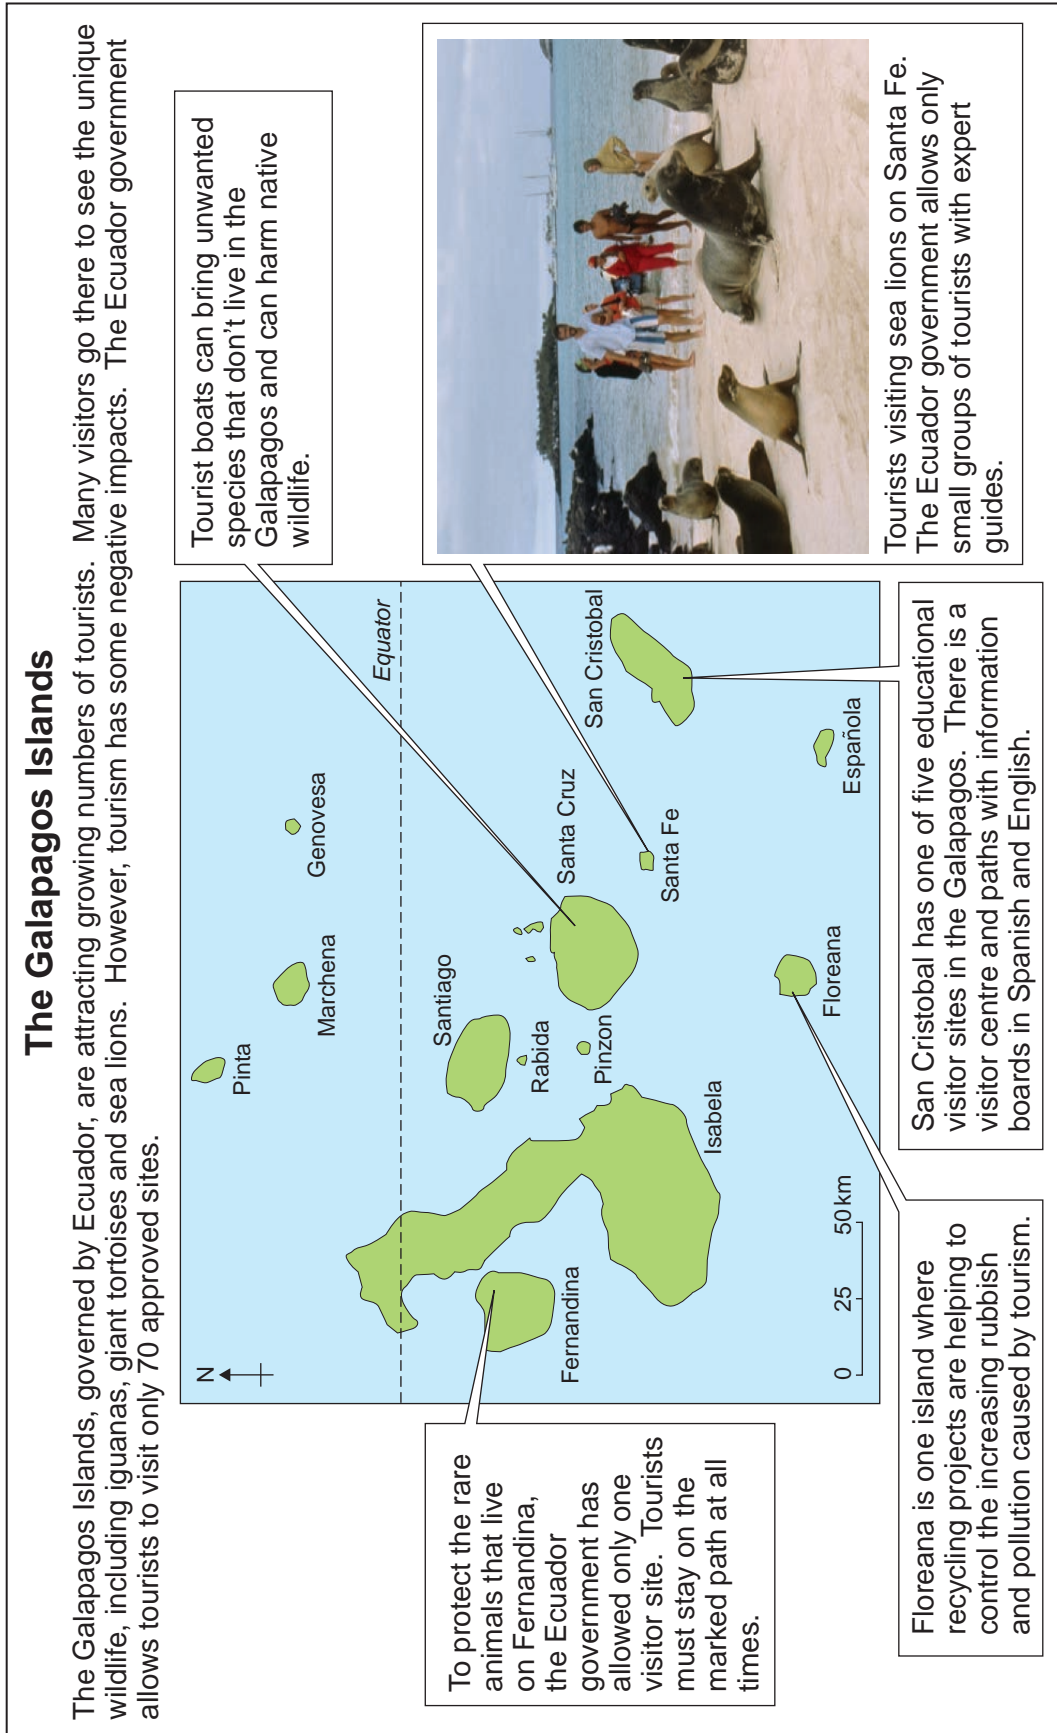 The Galapagos Islands
The Galapagos Islands, governed by Ecuador, are attracting growing numbers of tourists. Many visitors go there to see the unique
wildlife, including iguanas, giant tortoises and sea lions. However, tourism has some negative impacts. The Ecuador government
allows tourists to visit only 70 approved sites.
Tourist boats can bring unwanted
species that don't live in the
Galapagos and can harm native
wildlife.
N
Pinta
Marchena
Genovesa
Equator
Santiago
Rabida
Pinzon
Santa Cruz
Santa Fe
San Cristobal
Fernandina
Isabela
Floreana
Española
0 25 50 km
To protect the rare
animals that live
on Fernandina,
the Ecuador
government has
allowed only one
visitor site. Tourists
must stay on the
marked path at all
times.
Tourists visiting sea lions on Santa Fe.
The Ecuador government allows only
small groups of tourists with expert
guides.
Floreana is one island where
recycling projects are helping to
control the increasing rubbish
and pollution caused by tourism.
San Cristobal has one of five educational
visitor sites in the Galapagos. There is a
visitor centre and paths with information
boards in Spanish and English.